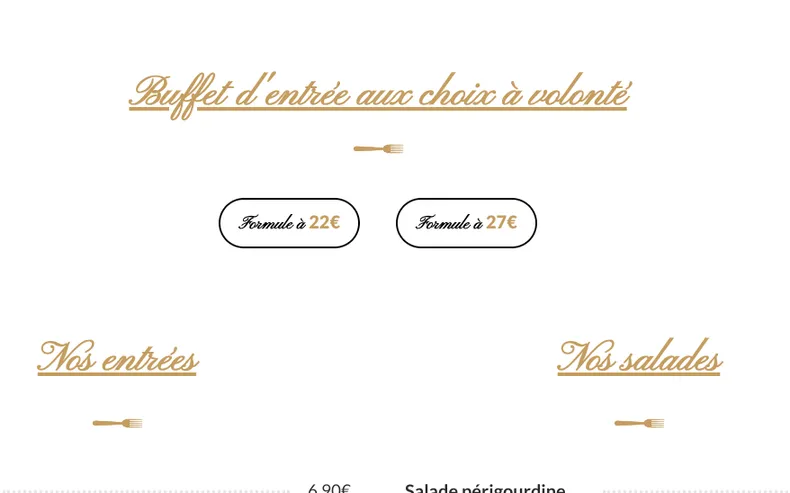 Buffet d'entrée aux choix à volonté
Formule à 22€
Formule à 27€
Nos entrées
Nos salades
6,90€
Salade périgourdine